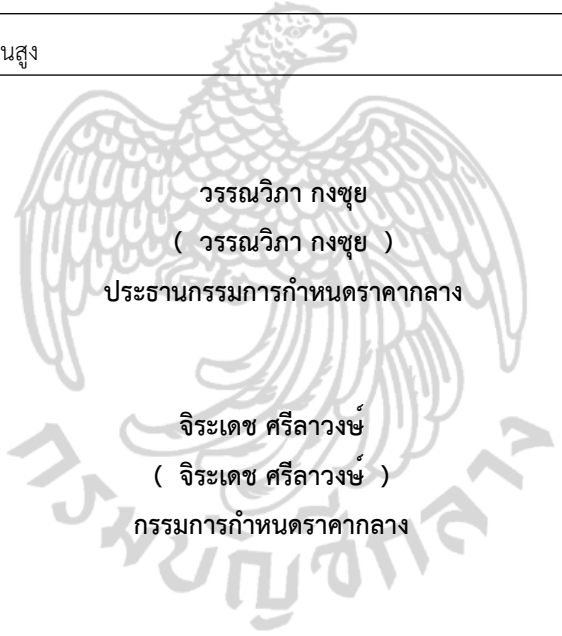 นสูง
วรรณวิภา กงซุย
( วรรณวิภา กงซุย )
ประธานกรรมการกำหนดราคากลาง
จิระเดช ศรีลาวงษ์
( จิระเดช ศรีลาวงษ์ )
กรรมการกำหนดราคากลาง
กรมบัญชีกลาง